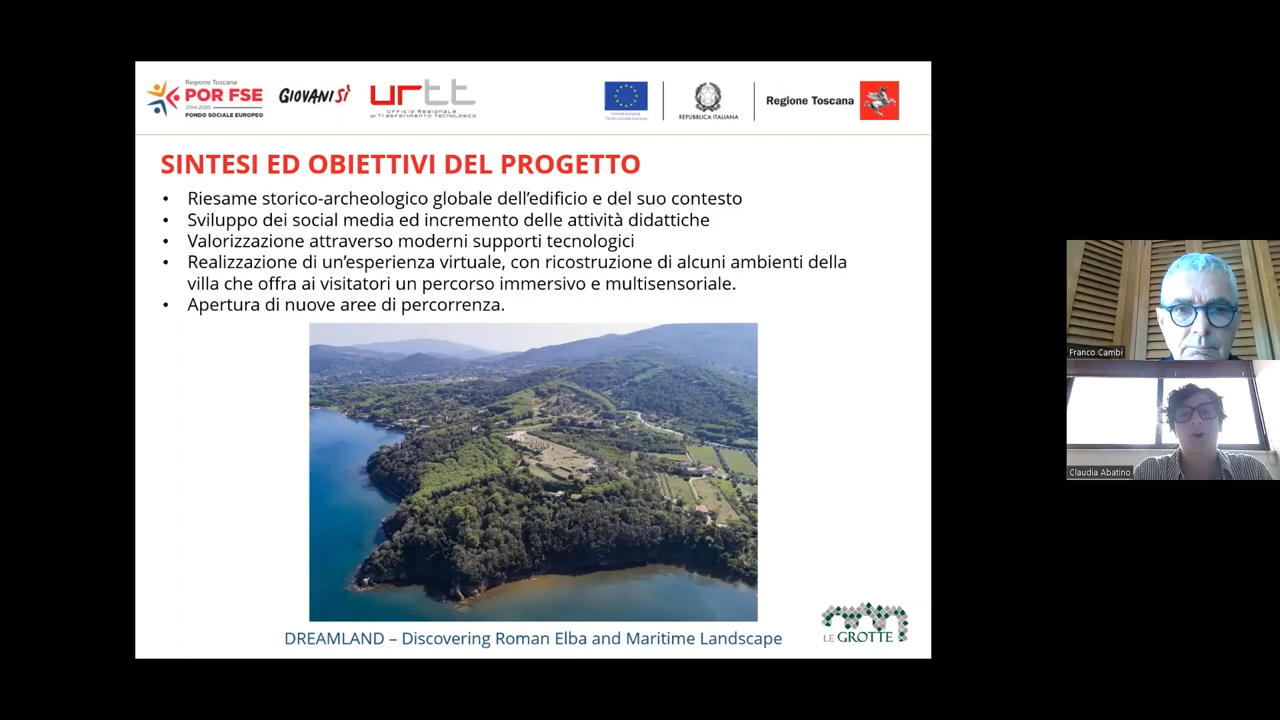 Regione Toscana
POR FSE
2014-2020
FONDO SOCIALE EUROPEO
GIOVANISÌ
urtt
Ufficio Regionale
di Trasferimento Tecnologico
Unione europea
Fondo sociale europeo
REPUBBLICA ITALIANA
Regione Toscana
SINTESI ED OBIETTIVI DEL PROGETTO
• Riesame storico-archeologico globale dell'edificio e del suo contesto
• Sviluppo dei social media ed incremento delle attività didattiche
• Valorizzazione attraverso moderni supporti tecnologici
• Realizzazione di un'esperienza virtuale, con ricostruzione di alcuni ambienti della
villa che offra ai visitatori un percorso immersivo e multisensoriale.
• Apertura di nuove aree di percorrenza.
DREAMLAND – Discovering Roman Elba and Maritime Landscape
LE GROTTE
Franco Cambi
Claudia Abatino